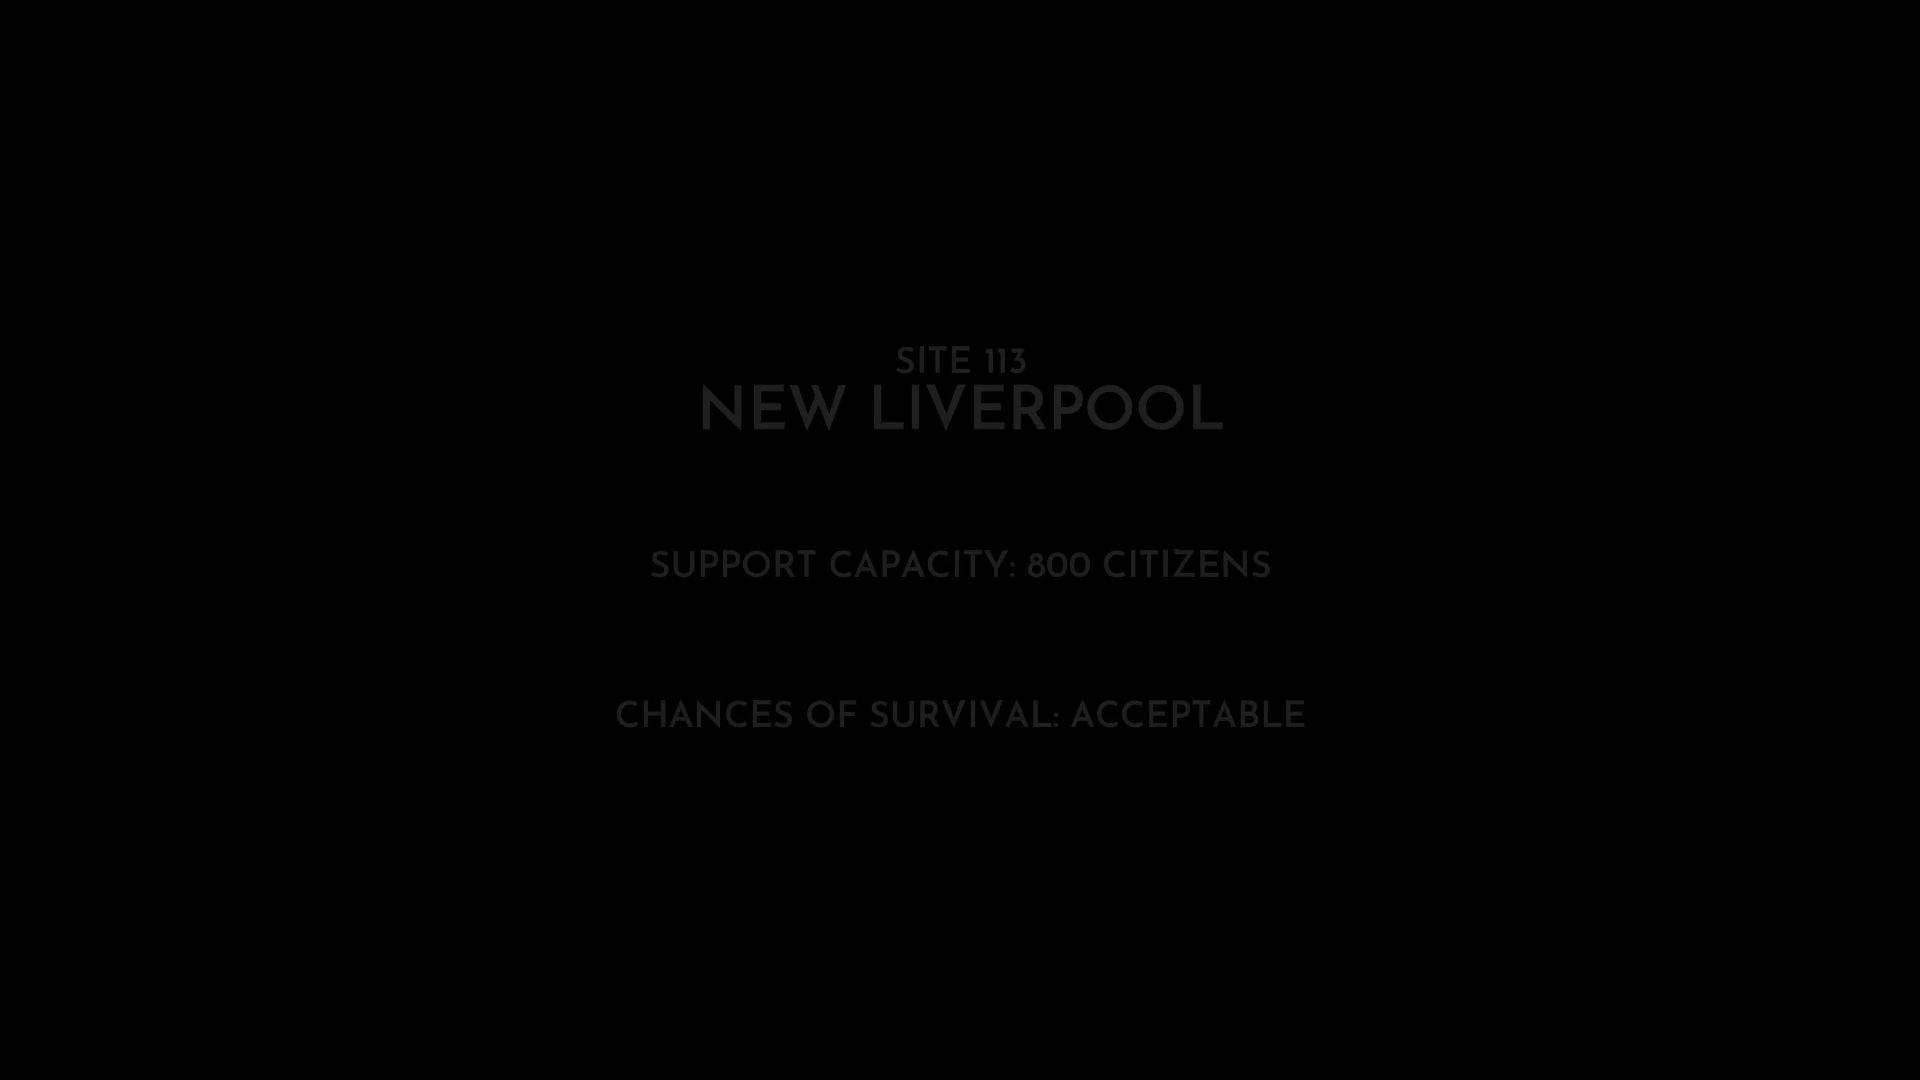 SITE 113
NEW LIVERPOOL
SUPPORT CAPACITY: 800 CITIZENS
CHANCES OF SURVIVAL: ACCEPTABLE